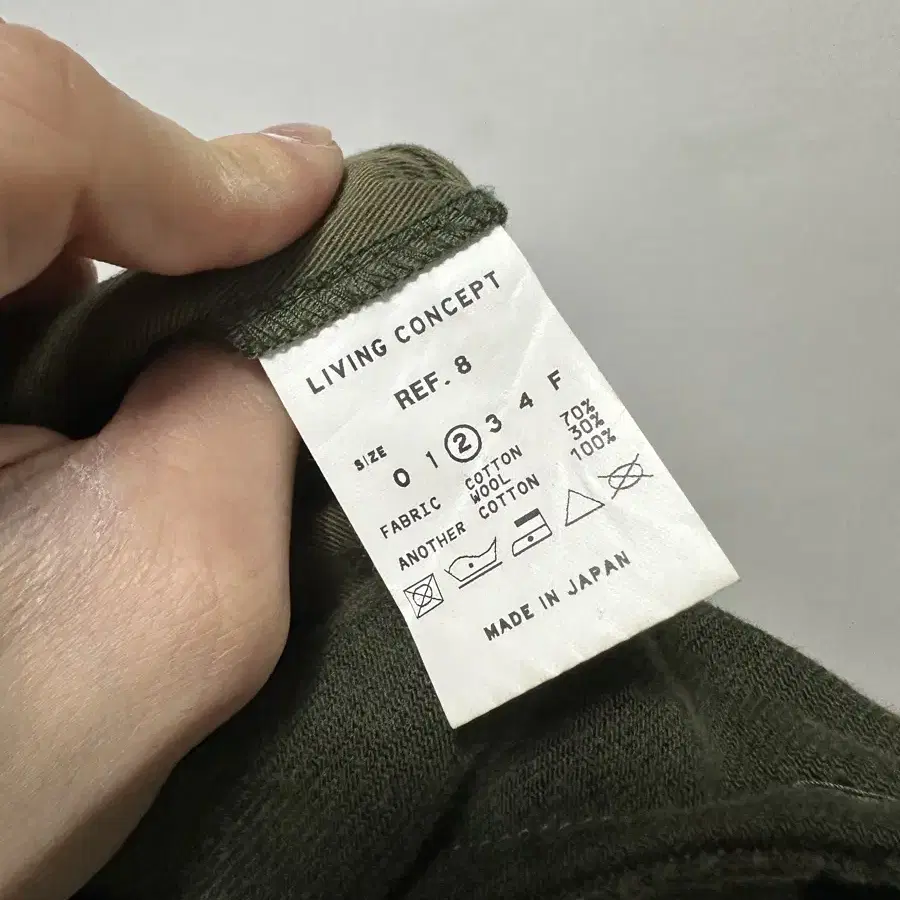 LIVING CONCEPT
REF. 8
SIZE 0 1 2 3 4 F
FABRIC COTTON 70%
WOOL 30%
ANOTHER COTTON 100%
MADE IN JAPAN